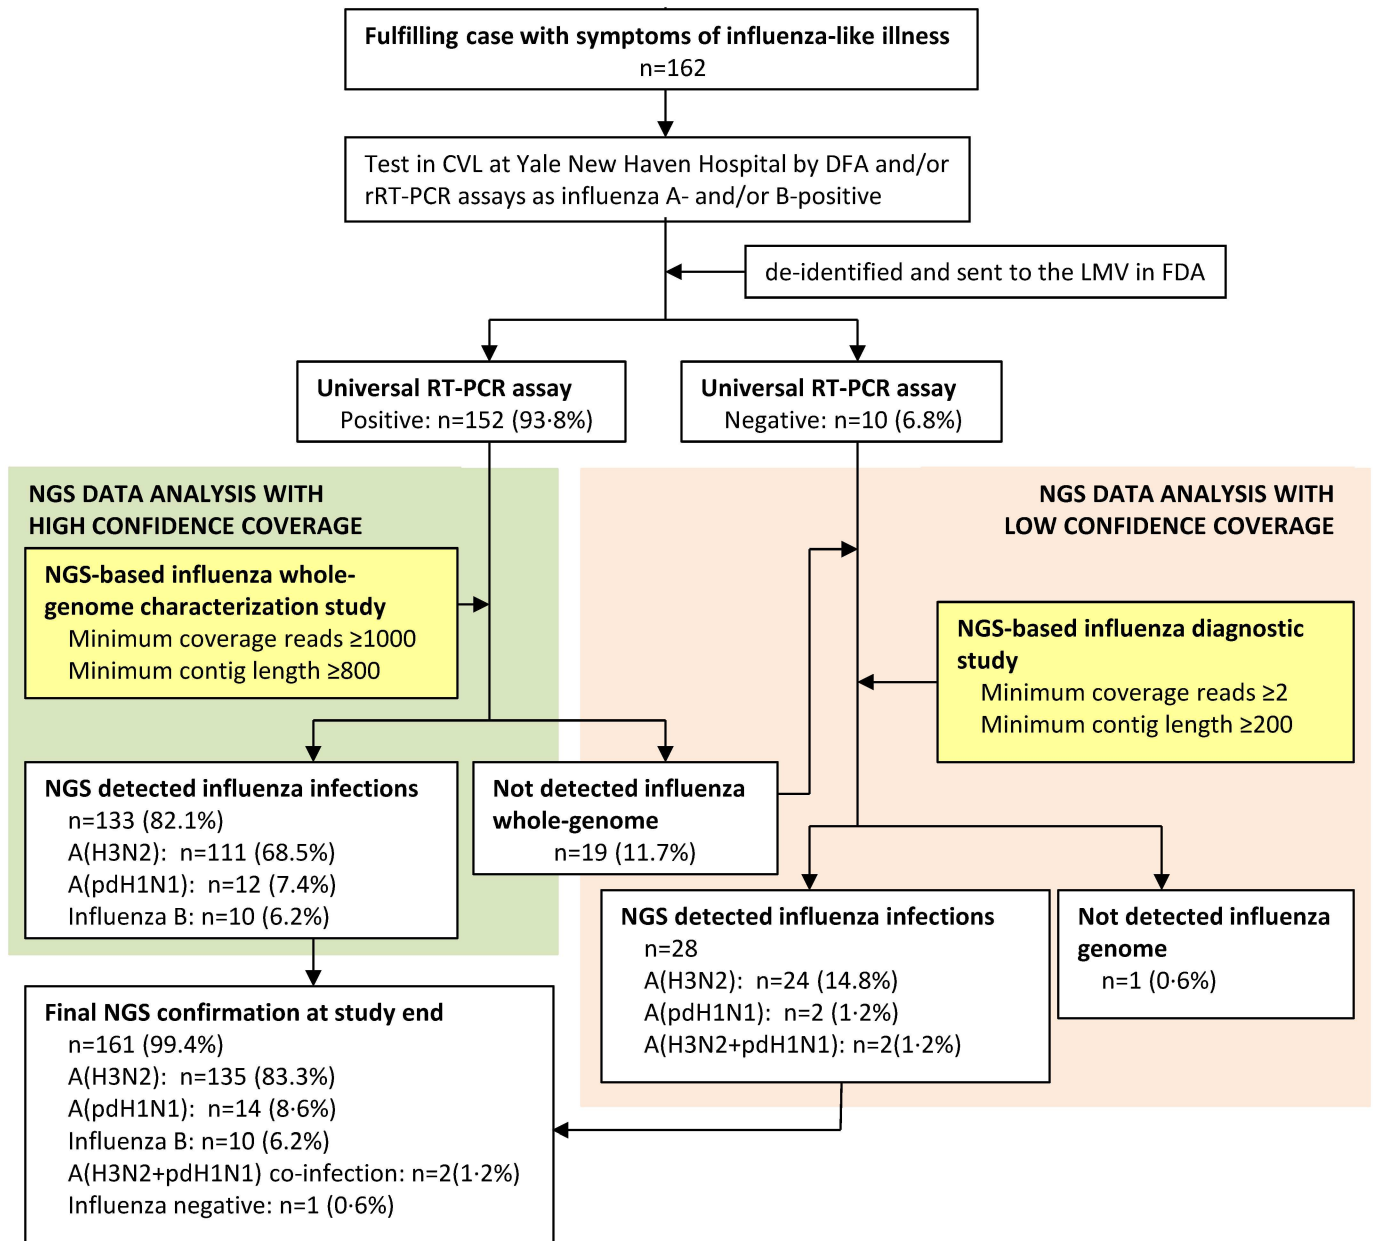 Fulfilling case with symptoms of influenza-like illness
n=162
Test in CVL at Yale New Haven Hospital by DFA and/or
rRT-PCR assays as influenza A- and/or B-positive
de-identified and sent to the LMV in FDA
Universal RT-PCR assay
Positive: n=152 (93·8%)
Universal RT-PCR assay
Negative: n=10 (6.8%)
NGS DATA ANALYSIS WITH
HIGH CONFIDENCE COVERAGE
NGS DATA ANALYSIS WITH
LOW CONFIDENCE COVERAGE
NGS-based influenza whole-
genome characterization study
Minimum coverage reads ≥1000
Minimum contig length ≥800
NGS-based influenza diagnostic
study
Minimum coverage reads ≥2
Minimum contig length ≥200
NGS detected influenza infections
n=133 (82.1%)
A(H3N2): n=111 (68.5%)
A(pdH1N1): n=12 (7.4%)
Influenza B: n=10 (6.2%)
Not detected influenza
whole-genome
n=19 (11.7%)
NGS detected influenza infections
n=28
A(H3N2): n=24 (14.8%)
A(pdH1N1): n=2 (1·2%)
A(H3N2+pdH1N1): n=2(1·2%)
Not detected influenza
genome
n=1 (0·6%)
Final NGS confirmation at study end
n=161 (99.4%)
A(H3N2): n=135 (83.3%)
A(pdH1N1): n=14 (8·6%)
Influenza B: n=10 (6.2%)
A(H3N2+pdH1N1) co-infection: n=2(1·2%)
Influenza negative: n=1 (0·6%)